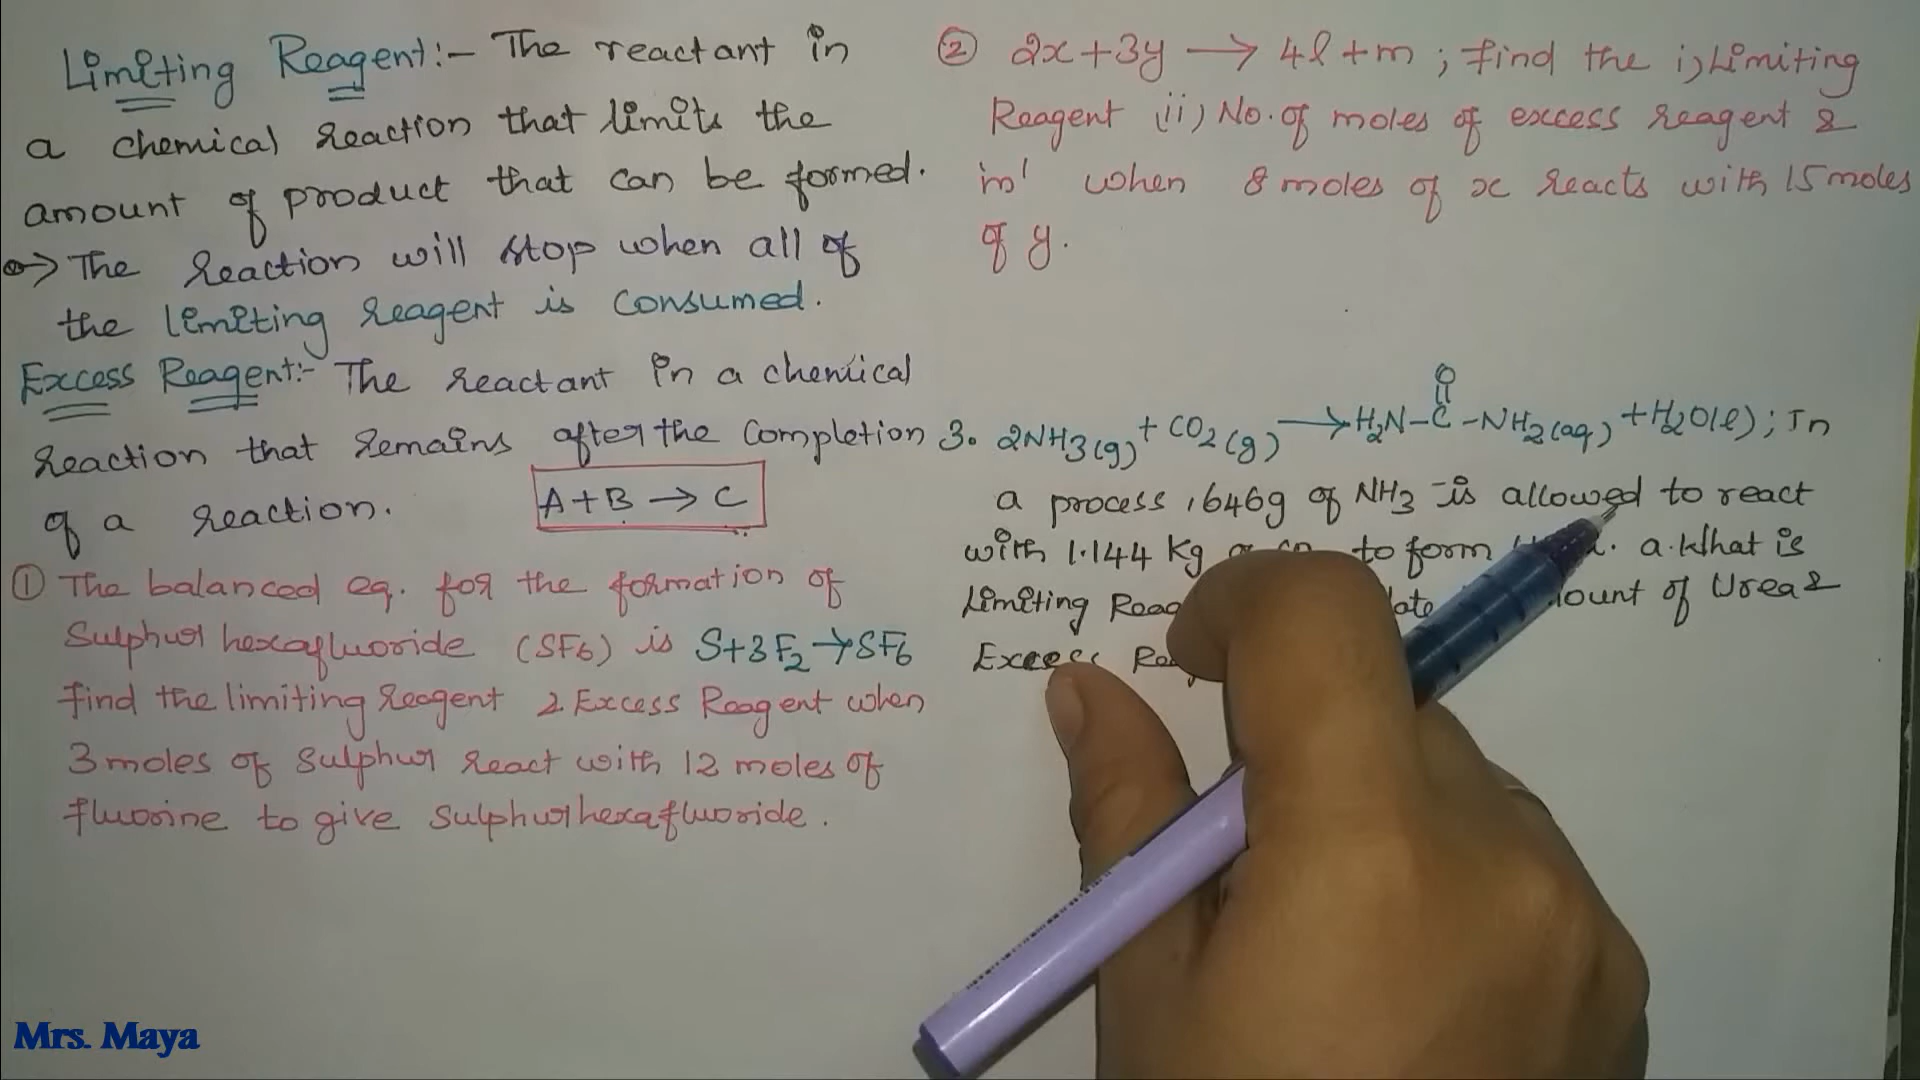 Limiting Reagent:- The reactant in
a chemical reaction that limits the
amount of product that can be formed.
→ The reaction will stop when all of
the limiting reagent is consumed.
Excess Reagent:- The reactant in a chemical
reaction that remains after the completion
of a reaction.
A+B → C
① The balanced eq. for the formation of
Sulphur hexafluoride (SF6) is S+3F2→SF6
find the limiting reagent & Excess Reagent when
3 moles of sulphur react with 12 moles of
fluorine to give sulphurhexafluoride.
② 2x+3y → 4l+m ; find the i) Limiting
Reagent (ii) No. of moles of excess reagent &
'm' when 8 moles of x reacts with 15 moles
of y.
O
3. 2NH3(g) + CO2(g) → H2N-C-NH2(aq) + H2O(l) ; In
a process, 646g of NH3 is allowed to react
with 1.144 Kg to form a. What is
Limiting ount of Urea &
Excess
Mrs. Maya